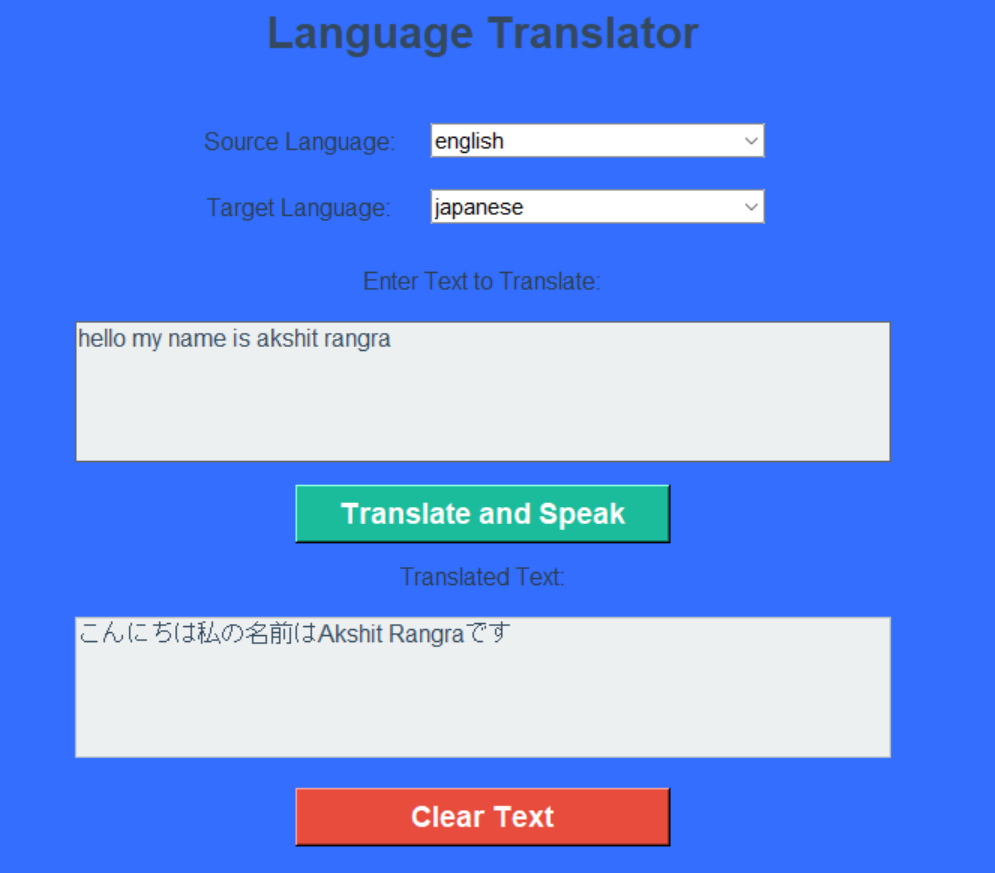 Language Translator
Source Language: english
Target Language: japanese
Enter Text to Translate:
hello my name is akshit rangra
Translate and Speak
Translated Text:
こんにちは私の名前はAkshit Rangraです
Clear Text